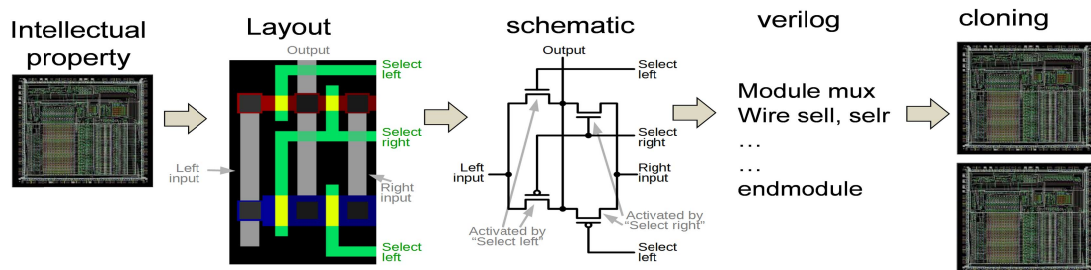 Intellectual
property
Layout
Output
Select
left
Select
right
Left
input
Right
input
Activated by
"Select left"
Select
left
schematic
Output
Select
left
Select
right
Left
input
Right
input
Activated by
"Select right"
Select
left
verilog
Module mux
Wire sell, selr
...
...
endmodule
cloning